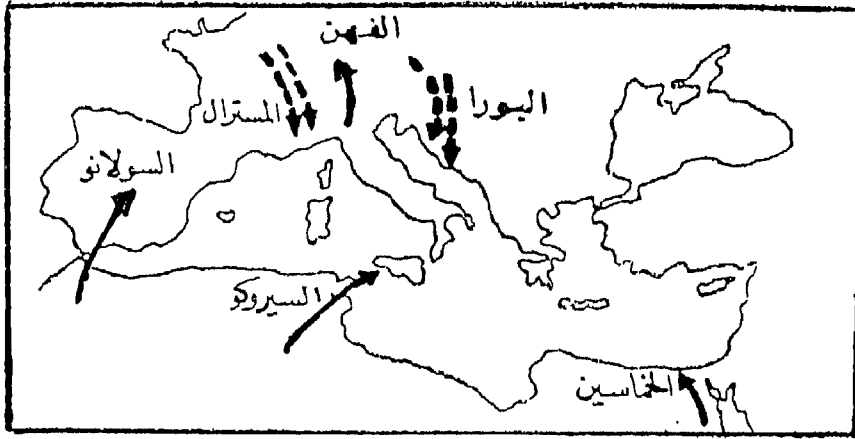 الفهن
المسترال
البورا
السولانو
السيروكو
الخماسين